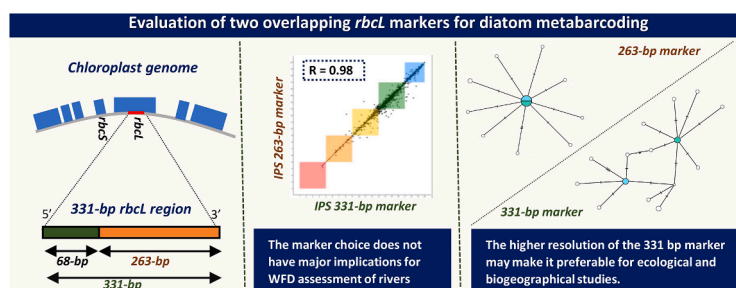 Evaluation of two overlapping rbcL markers for diatom metabarcoding
Chloroplast genome
rbcS
rbcL
5’ 331-bp rbcL region 3’
68-bp 263-bp
331-bp
R = 0.98
IPS 263-bp marker
IPS 331-bp marker
The marker choice does not
have major implications for
WFD assessment of rivers
263-bp marker
331-bp marker
The higher resolution of the 331 bp marker
may make it preferable for ecological and
biogeographical studies.